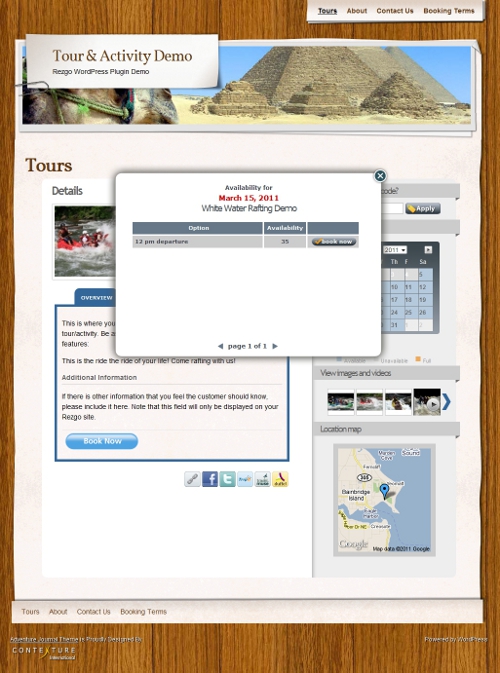 Tours About Contact Us Booking Terms
Tour & Activity Demo
Rezgo WordPress Plugin Demo
Tours
Details
code?
Apply
Availability for
March 15, 2011
White Water Rafting Demo
Option Availability
12 pm departure 35 book now
page 1 of 1
2011
Th F Sa
3 4 5
10 11 12
17 18 19
24 25 26
31
Available Unavailable Full
OVERVIEW
This is where you
tour/activity. Be a
features:
This is the ride the ride of your life! Come rafting with us!
Additional Information
If there is other information that you feel the customer should know,
please include it here. Note that this field will only be displayed on your
Rezgo site.
Book Now
View images and videos
Location map
Sound
305
Bainbridge
Island
Google
Map data ©2011 Google
Tours About Contact Us Booking Terms
Adventure Journal Theme is Proudly Designed By
CONTEXTURE
International
Powered by WordPress